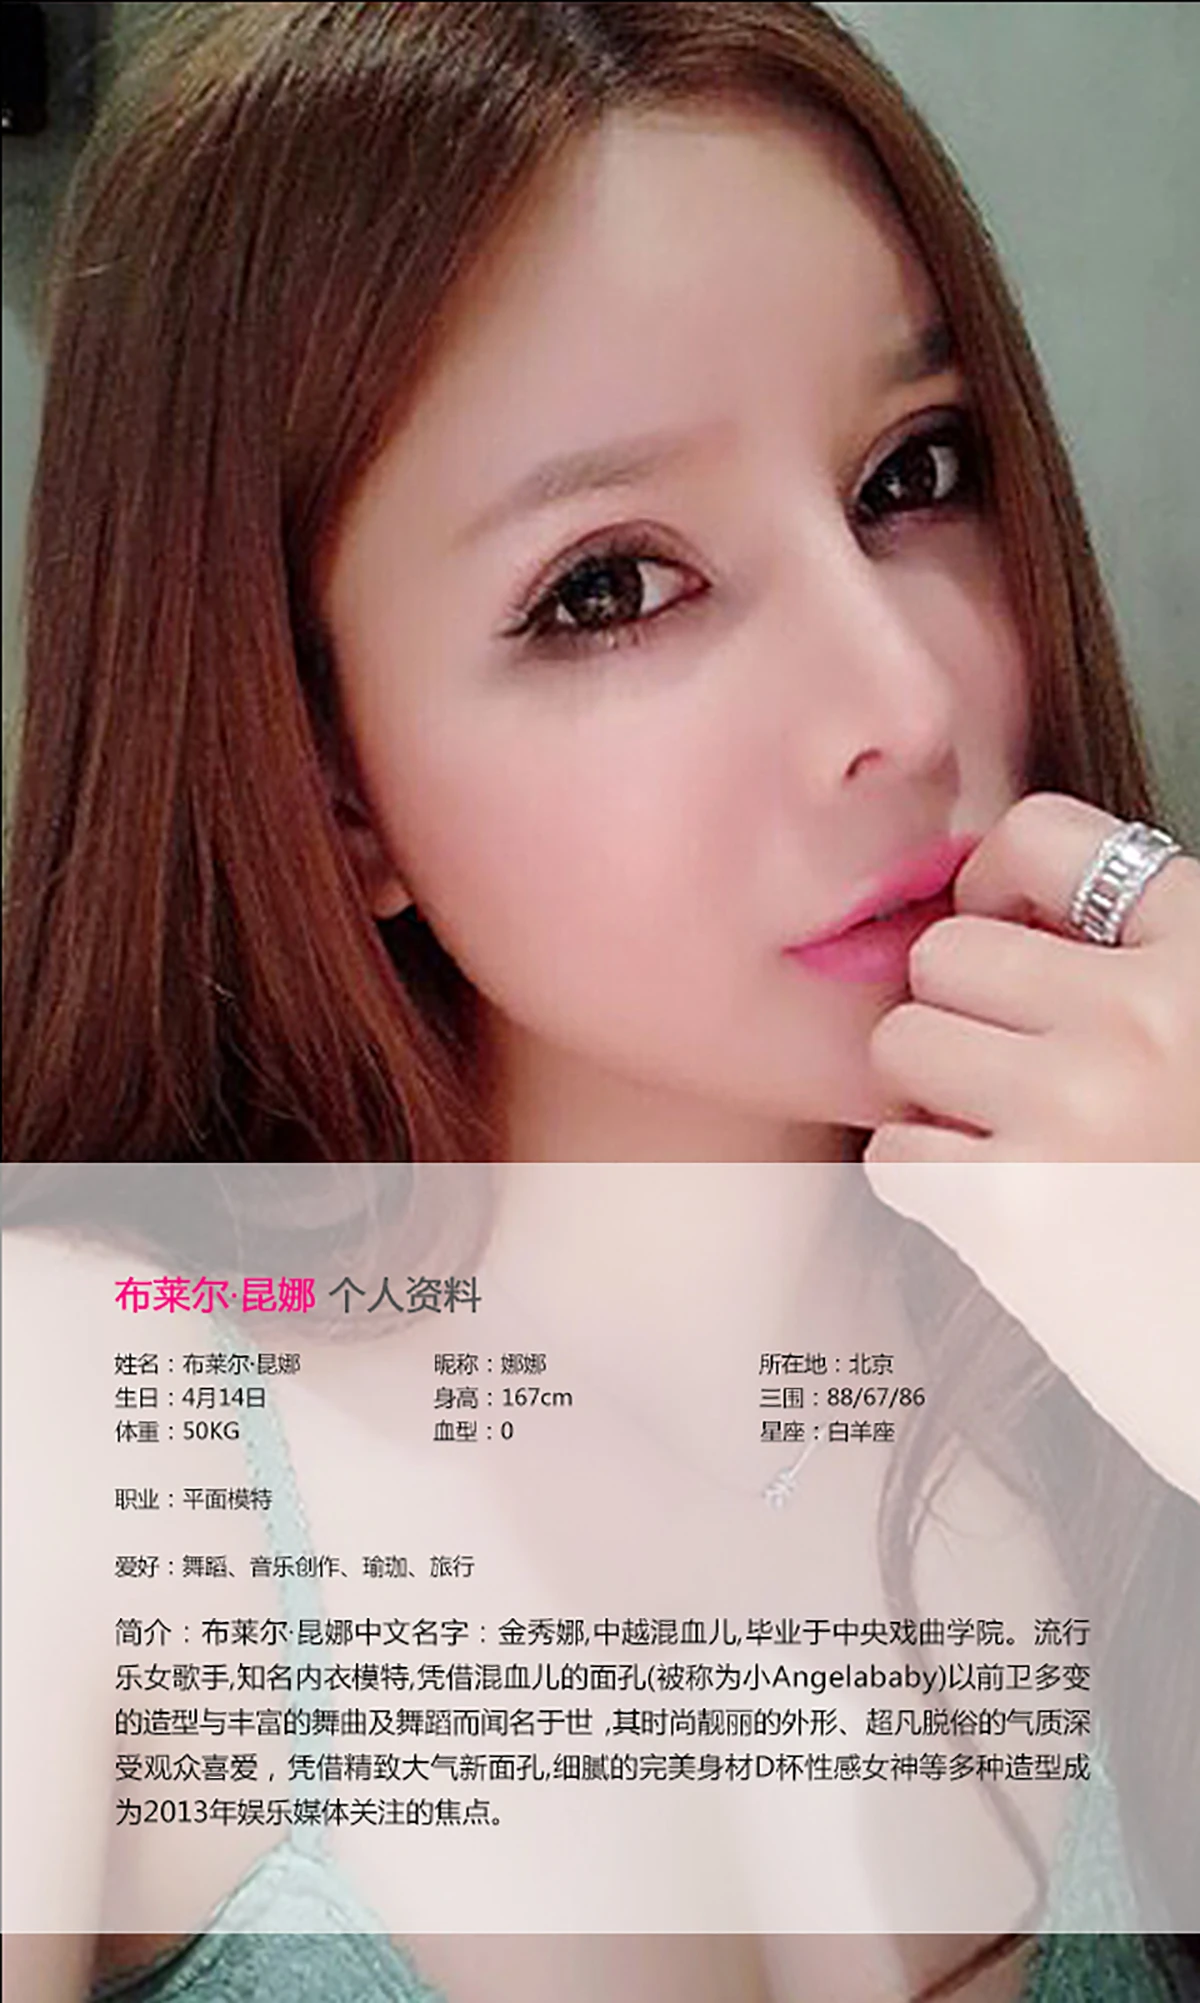 布莱尔·昆娜 个人资料
姓名：布莱尔·昆娜 昵称：娜娜 所在地：北京
生日：4月14日 身高：167cm 三围：88/67/86
体重：50KG 血型：O 星座：白羊座
职业：平面模特
爱好：舞蹈、音乐创作、瑜珈、旅行
简介：布莱尔·昆娜中文名字：金秀娜,中越混血儿,毕业于中央戏曲学院。流行
乐女歌手,知名内衣模特,凭借混血儿的面孔(被称为小Angelababy)以前卫多变
的造型与丰富的舞曲及舞蹈而闻名于世 ,其时尚靓丽的外形、超凡脱俗的气质深
受观众喜爱，凭借精致大气新面孔,细腻的完美身材D杯性感女神等多种造型成
为2013年娱乐媒体关注的焦点。